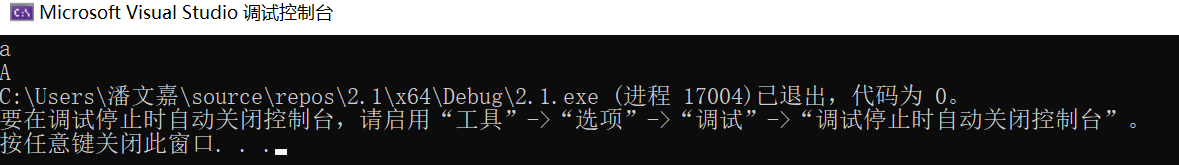 Microsoft Visual Studio 调试控制台
a
A
C:\Users\潘文嘉\source\repos\2.1\x64\Debug\2.1.exe (进程 17004)已退出，代码为 0。
要在调试停止时自动关闭控制台，请启用“工具”->“选项”->“调试”->“调试停止时自动关闭控制台”。
按任意键关闭此窗口. . .